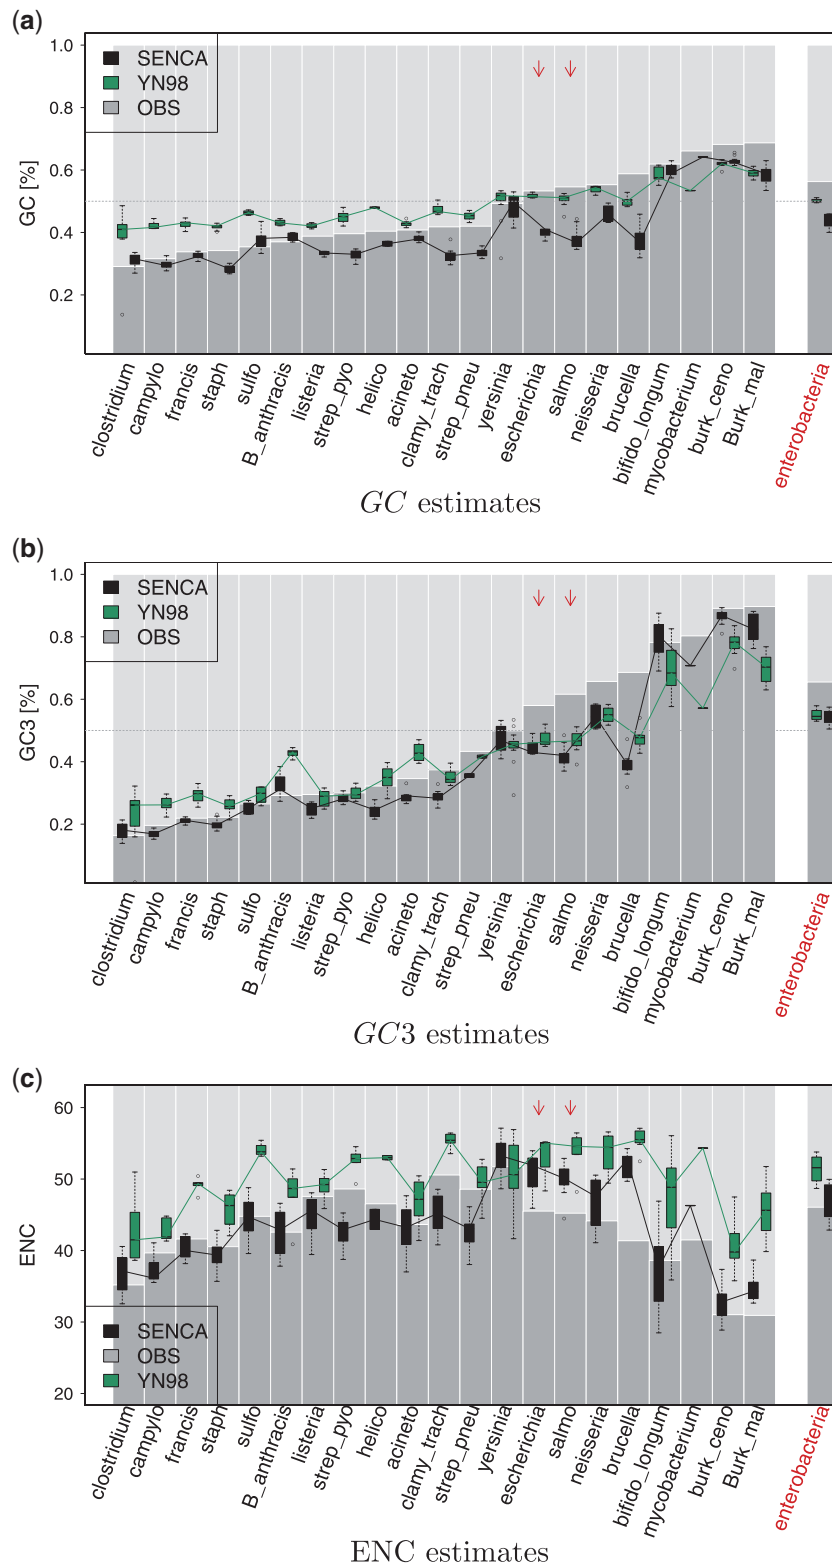 (a)
1.0
0.8
0.6
0.4
0.2
GC [%]
SENCA
YN98
OBS
clostridium
campylo
francis
staph
sulfo
B_anthracis
listeria
strep_pyo
helico
acineto
clamy_trach
strep_pneu
yersinia
escherichia
salmo
neisseria
brucella
bifido_longum
mycobacterium
burk_ceno
Burk_mal
enterobacteria
GC estimates
(b)
1.0
0.8
0.6
0.4
0.2
GC3 [%]
SENCA
YN98
OBS
clostridium
campylo
francis
staph
sulfo
B_anthracis
listeria
strep_pyo
helico
acineto
clamy_trach
strep_pneu
yersinia
escherichia
salmo
neisseria
brucella
bifido_longum
mycobacterium
burk_ceno
Burk_mal
enterobacteria
GC3 estimates
(c)
60
50
40
30
20
ENC
SENCA
OBS
YN98
clostridium
campylo
francis
staph
sulfo
B_anthracis
listeria
strep_pyo
helico
acineto
clamy_trach
strep_pneu
yersinia
escherichia
salmo
neisseria
brucella
bifido_longum
mycobacterium
burk_ceno
Burk_mal
enterobacteria
ENC estimates